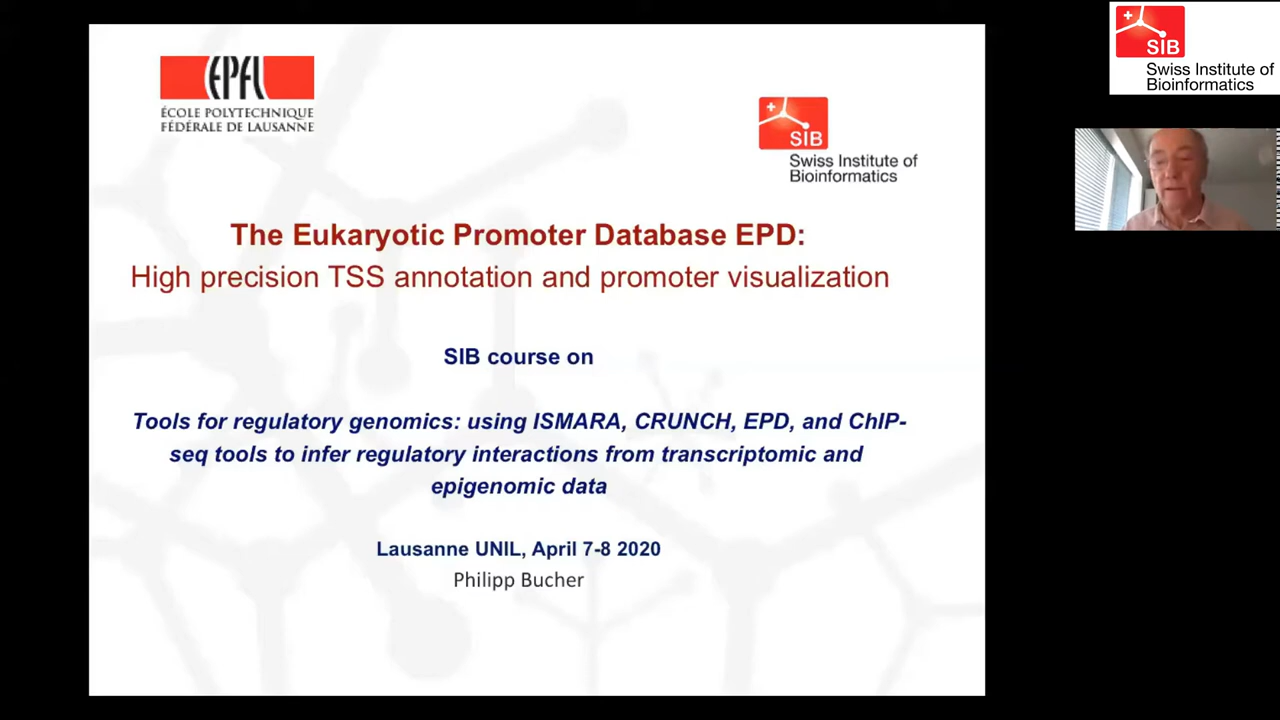 EPFL
ÉCOLE POLYTECHNIQUE
FÉDÉRALE DE LAUSANNE
SIB
Swiss Institute of
Bioinformatics
The Eukaryotic Promoter Database EPD:
High precision TSS annotation and promoter visualization
SIB course on
Tools for regulatory genomics: using ISMARA, CRUNCH, EPD, and ChIP-
seq tools to infer regulatory interactions from transcriptomic and
epigenomic data
Lausanne UNIL, April 7-8 2020
Philipp Bucher
SIB
Swiss Institute of
Bioinformatics